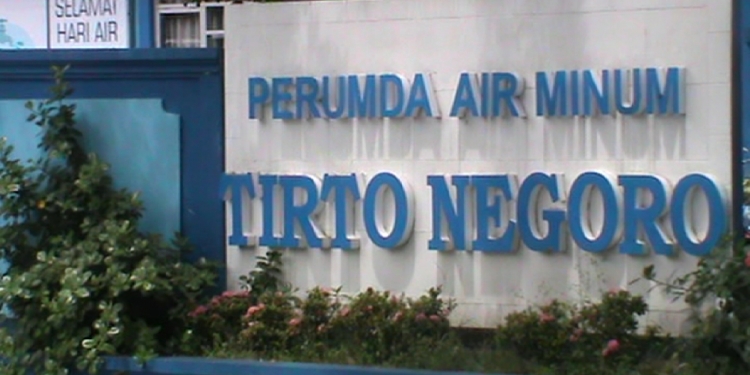 SELAMAT
HARI AIR
PERUMDA AIR MINUM
TIRTO NEGORO